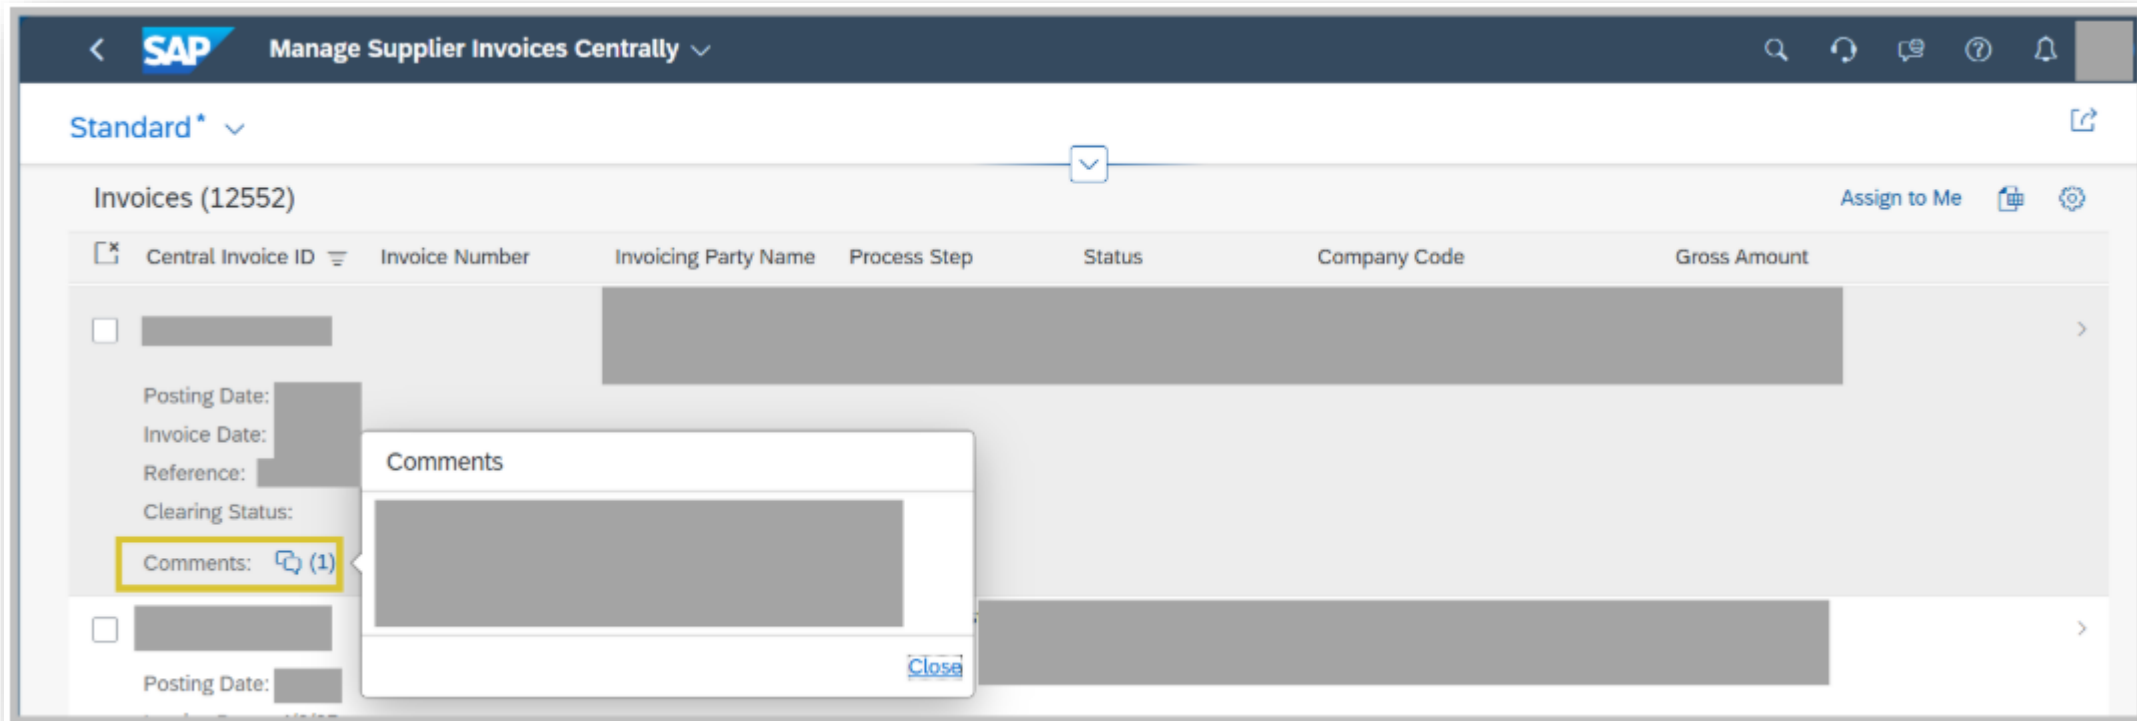 SAP Manage Supplier Invoices Centrally
Standard *
Invoices (12552)
Assign to Me
Central Invoice ID Invoice Number Invoicing Party Name Process Step Status Company Code Gross Amount
Posting Date:
Invoice Date:
Reference:
Clearing Status:
Comments: (1)
Comments
Close
Posting Date: